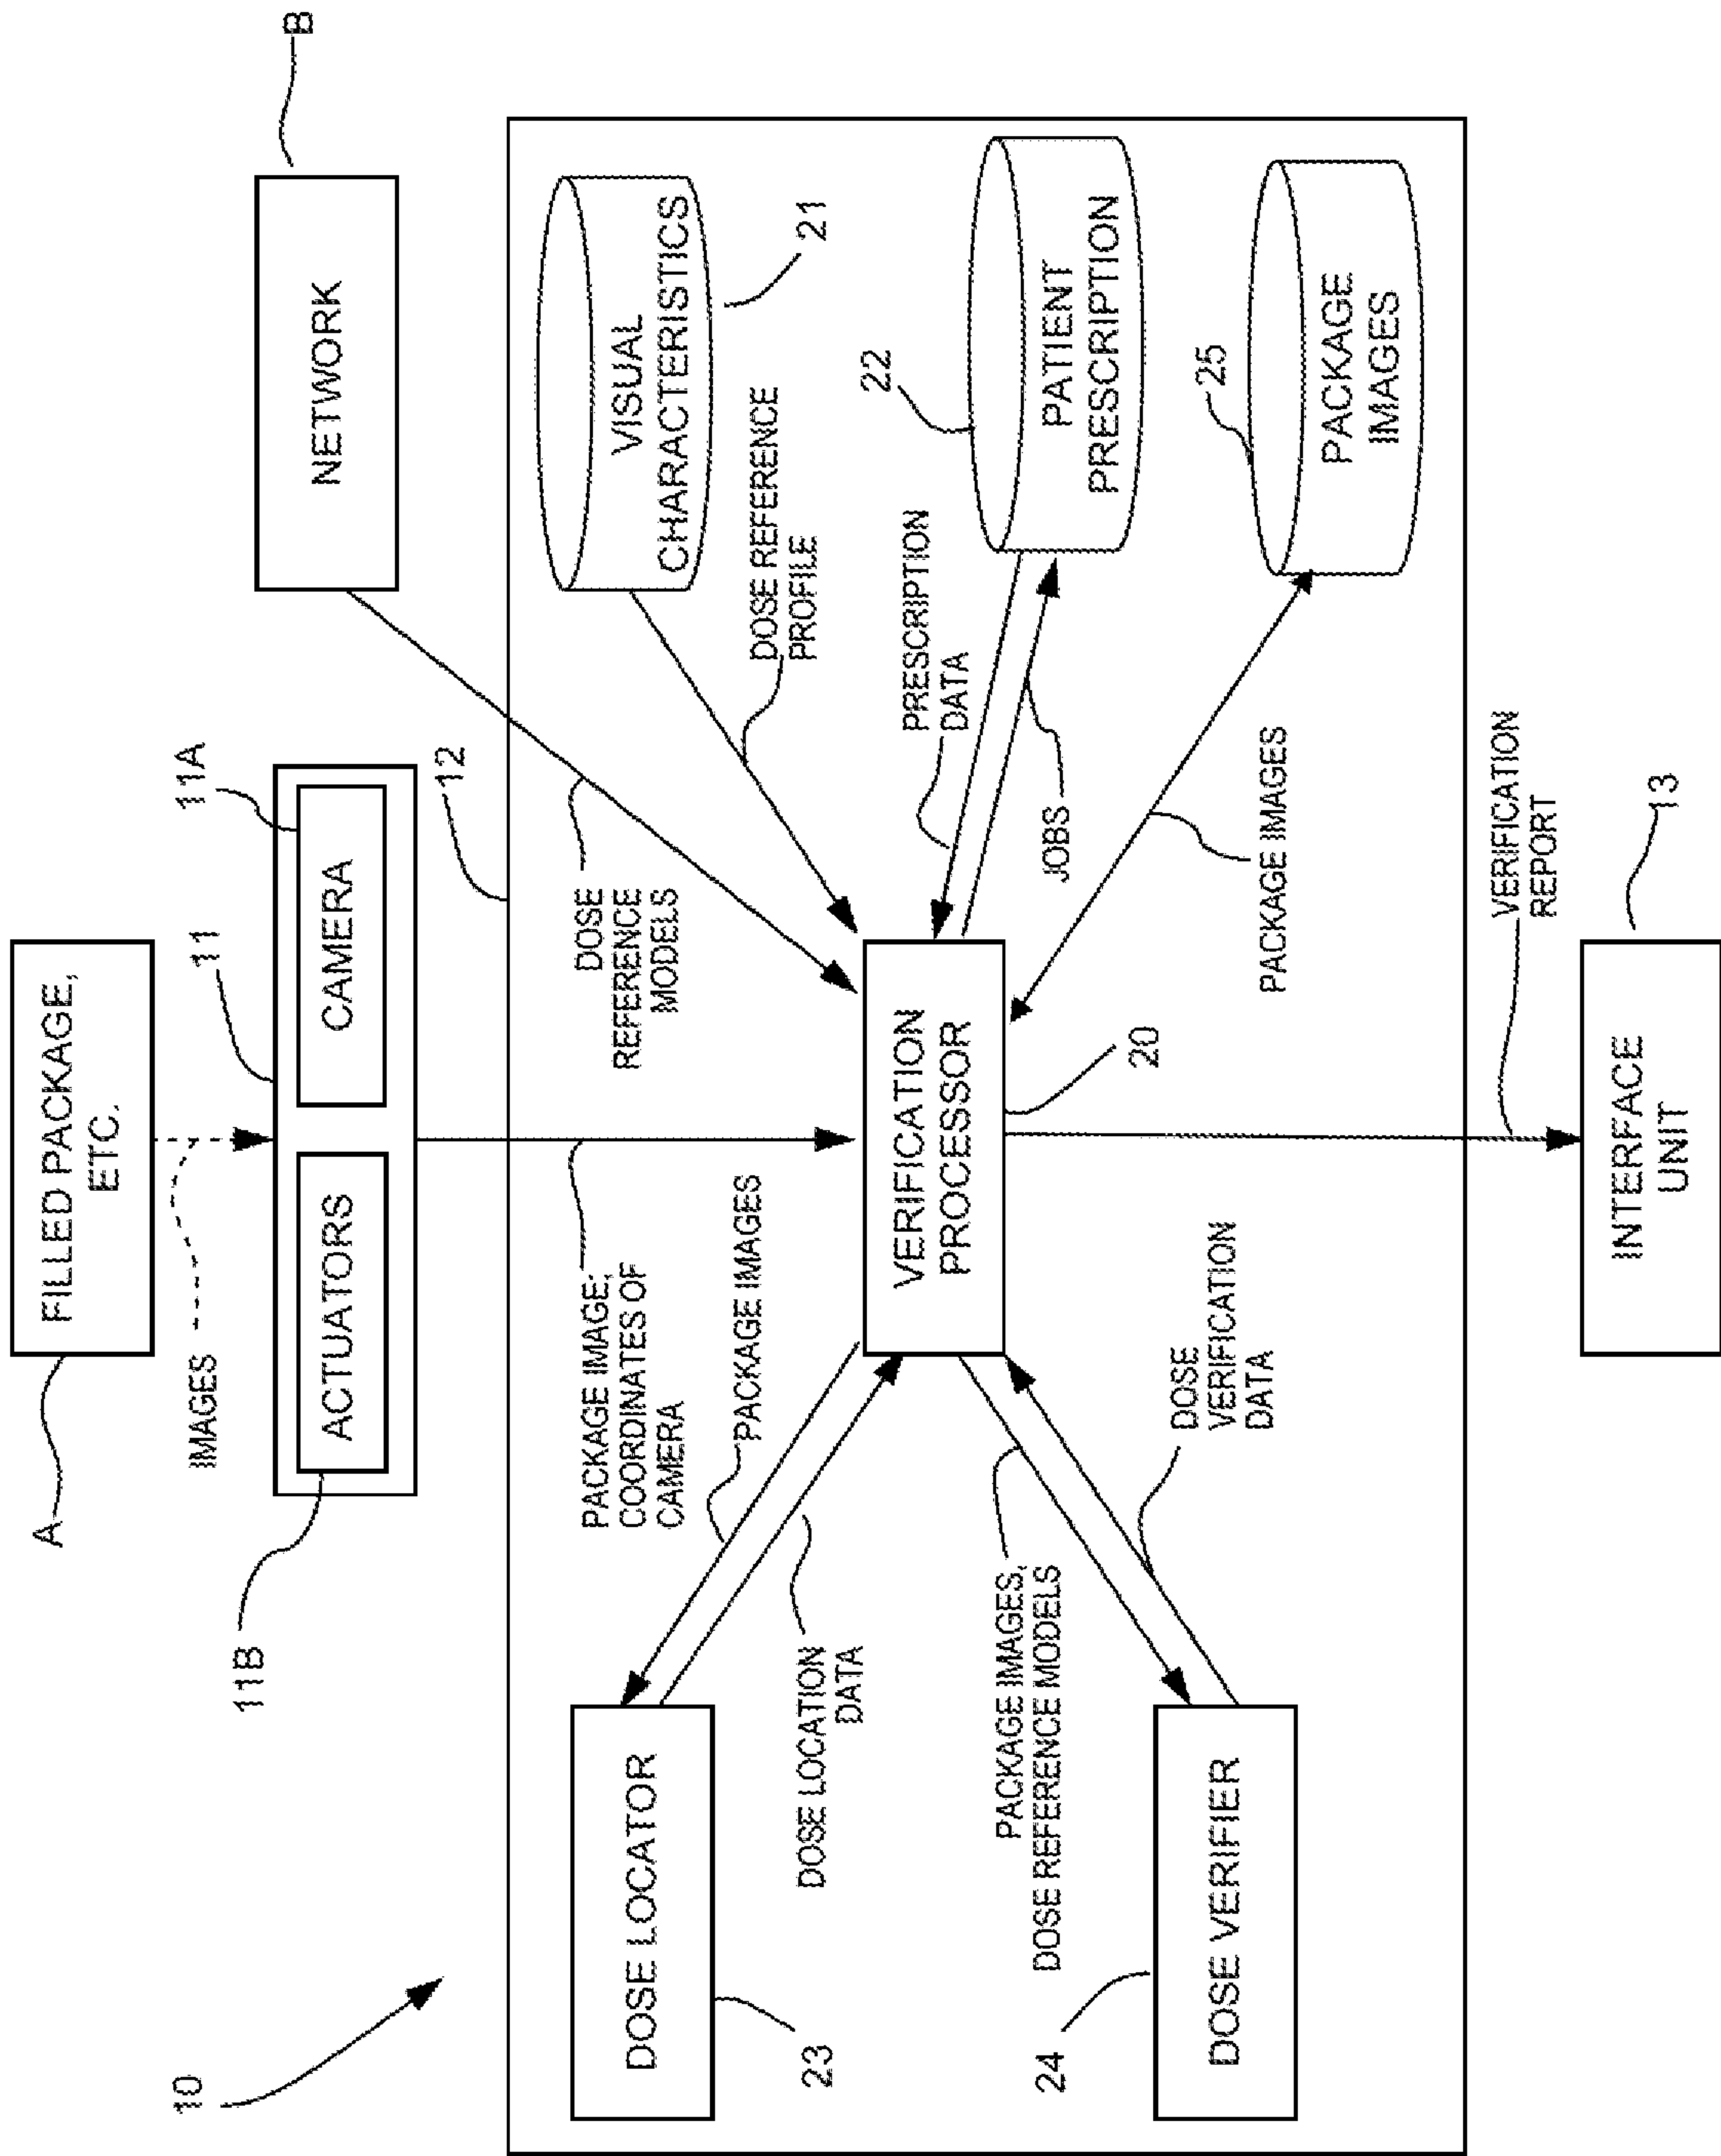 10
A
FILLED PACKAGE,
ETC.
B
NETWORK
IMAGES
11
11A
CAMERA
11B
ACTUATORS
112
PACKAGE IMAGE;
COORDINATES OF
CAMERA
DOSE
REFERENCE
MODELS
VISUAL
CHARACTERISTICS
21
DOSE REFERENCE
PROFILE
DOSE LOCATOR
23
PACKAGE IMAGES
DOSE LOCATION
DATA
VERIFICATION
PROCESSOR
20
PRESCRIPTION
DATA
JOBS
22
PATIENT
PRESCRIPTION
PACKAGE IMAGES,
DOSE REFERENCE MODELS
DOSE
VERIFICATION
DATA
DOSE VERIFIER
24
PACKAGE IMAGES
25
PACKAGE
IMAGES
VERIFICATION
REPORT
INTERFACE
UNIT
13